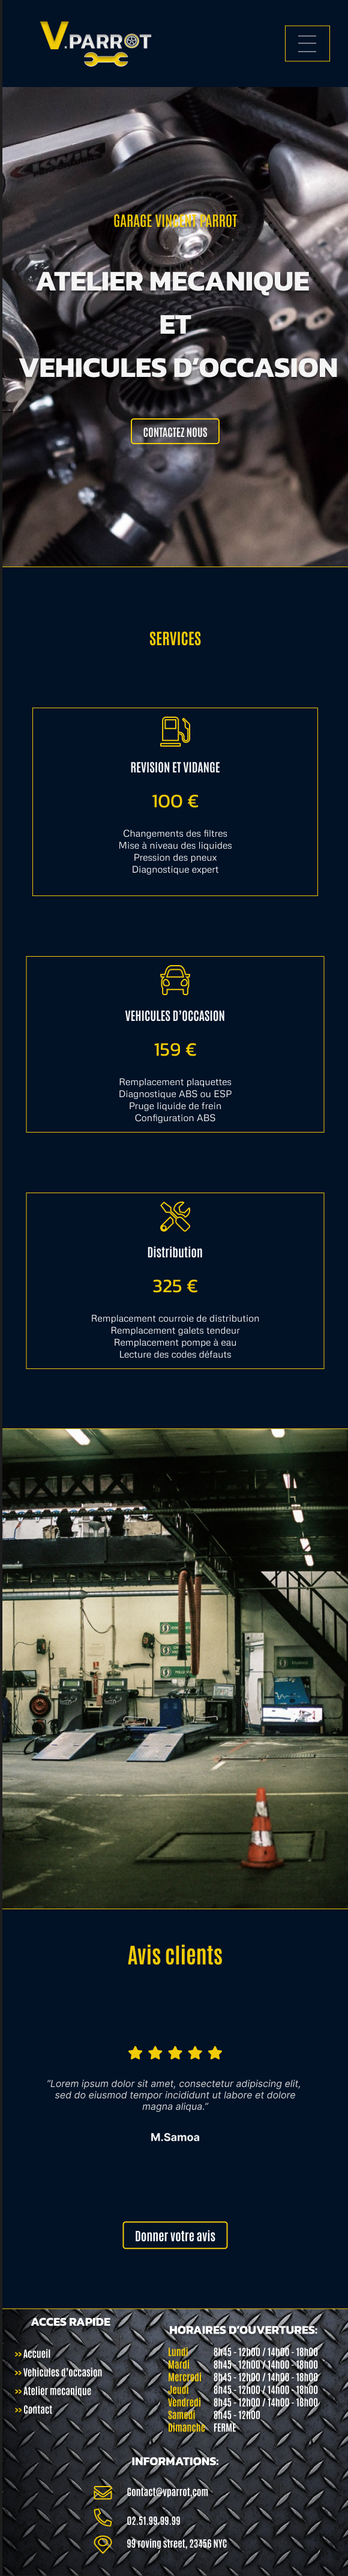 V.PARROT
GARAGE VINCENT PARROT
ATELIER MECANIQUE
ET
VEHICULES D'OCCASION
CONTACTEZ NOUS
SERVICES
REVISION ET VIDANGE
100 €
Changements des filtres
Mise à niveau des liquides
Pression des pneux
Diagnostique expert
VEHICULES D'OCCASION
159 €
Remplacement plaquettes
Diagnostique ABS ou ESP
Pruge liquide de frein
Configuration ABS
Distribution
325 €
Remplacement courroie de distribution
Remplacement galets tendeur
Remplacement pompe à eau
Lecture des codes défauts
Avis clients
"Lorem ipsum dolor sit amet, consectetur adipiscing elit,
sed do eiusmod tempor incididunt ut labore et dolore
magna aliqua."
M.Samoa
Donner votre avis
ACCES RAPIDE
>> Accueil
>> Vehicules d'occasion
>> Atelier mecanique
>> Contact
HORAIRES D'OUVERTURES:
Lundi 8h45 - 12h00 / 14h00 - 18h00
Mardi 8h45 - 12h00 / 14h00 - 18h00
Mercredi 8h45 - 12h00 / 14h00 - 18h00
Jeudi 8h45 - 12h00 / 14h00 - 18h00
Vendredi 8h45 - 12h00 / 14h00 - 18h00
Samedi 8h45 - 12h00
Dimanche FERME
INFORMATIONS:
Contact@vparrot.com
02.51.99.99.99
99 roving street, 23456 NYC